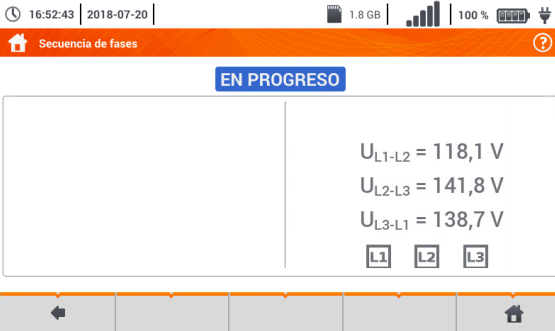 16:52:43 2018-07-20 1.8 GB 100 %
Secuencia de fases ?
EN PROGRESO
UL1-L2 = 118,1 V
UL2-L3 = 141,8 V
UL3-L1 = 138,7 V
L1 L2 L3